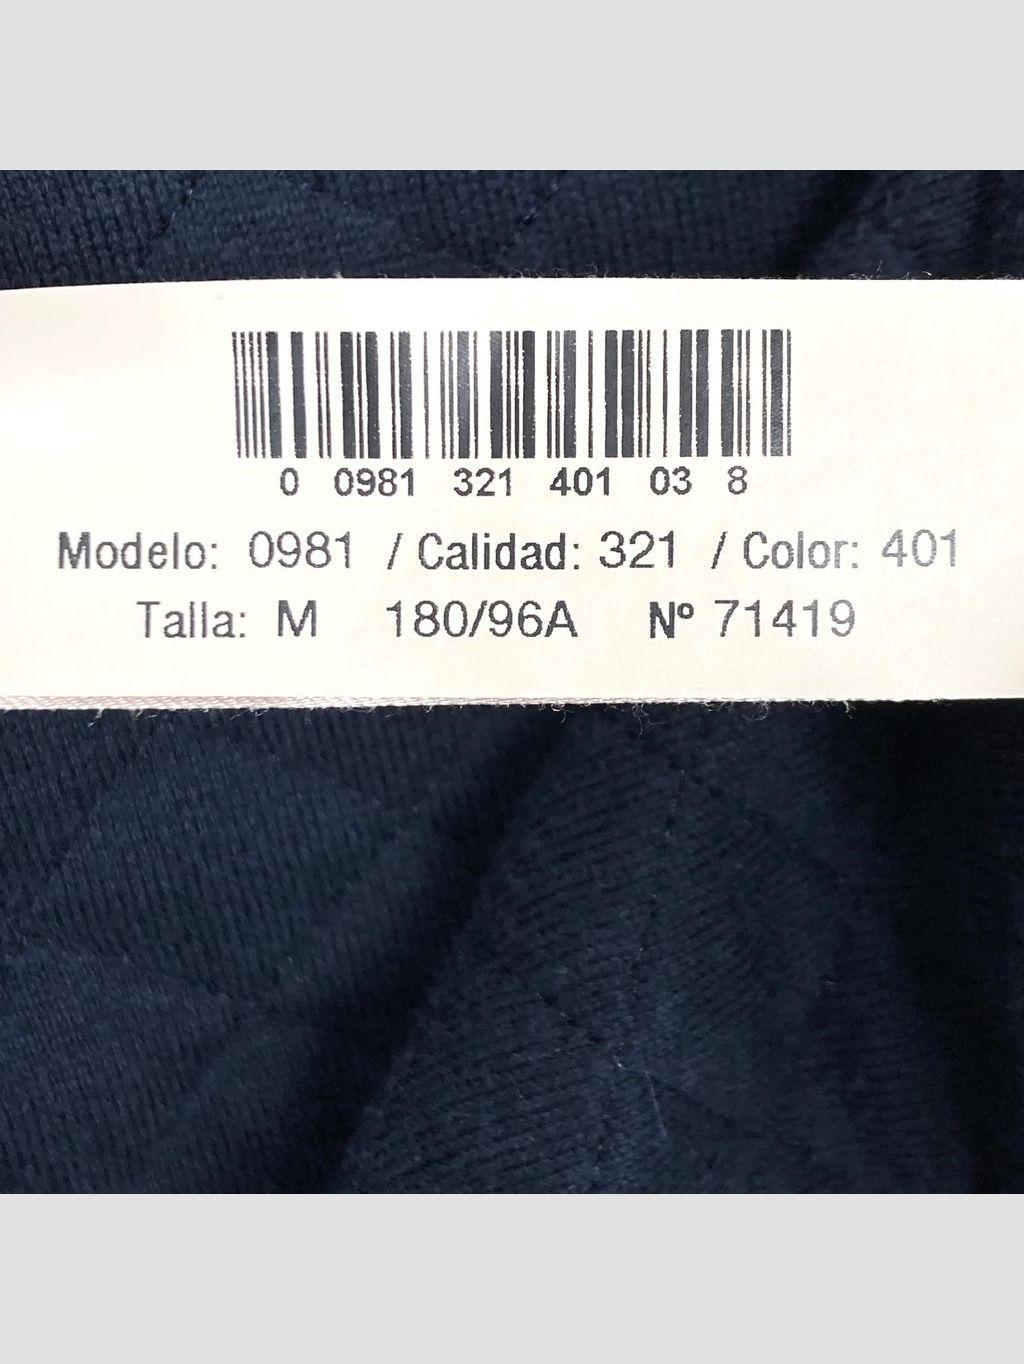 0 0981 321 401 03 8
Modelo: 0981 / Calidad: 321 / Color: 401
Talla: M 180/96A Nº 71419